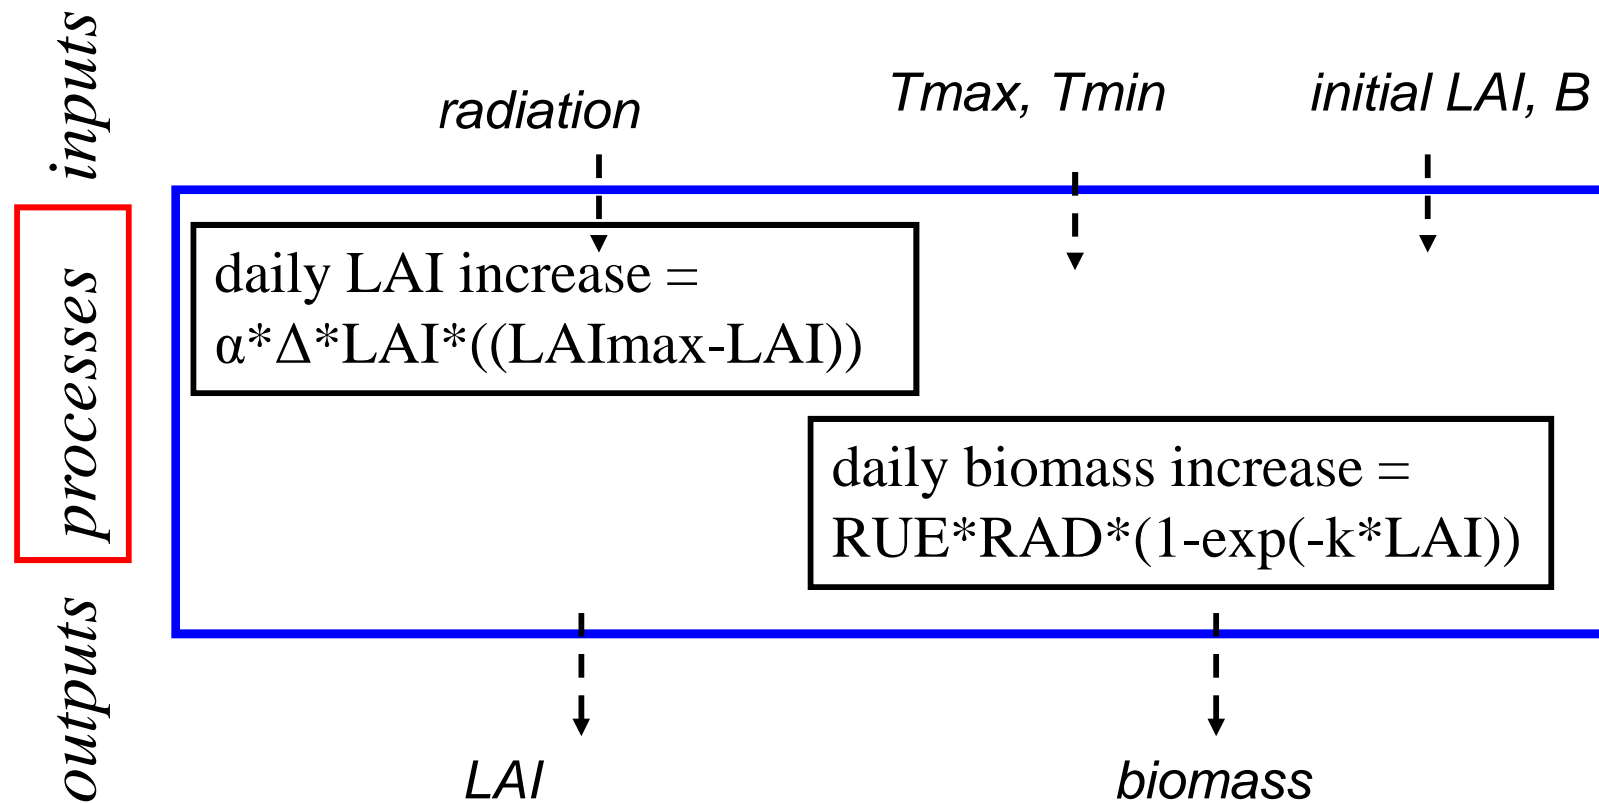 inputs
radiation
Tmax, Tmin
initial LAI, B
processes
daily LAI increase =
α*Δ*LAI*((LAImax-LAI))
daily biomass increase =
RUE*RAD*(1-exp(-k*LAI))
outputs
LAI
biomass